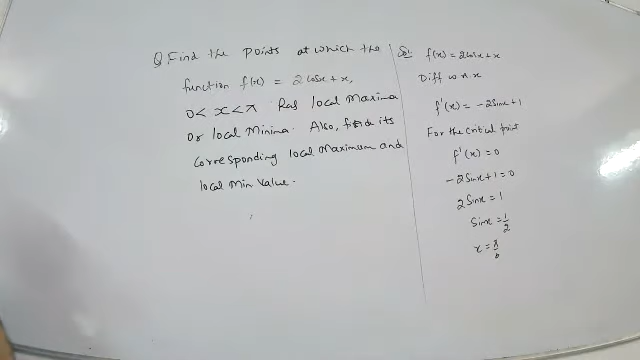 Q Find the points at which the
function f(x) = 2 cosx + x,
0 < x < π Has local Maxima
Or local Minima. Also, find its
Corresponding local Maximum and
local Min Value.
Sol: f(x) = 2cosx + x
Diff w.r.x
f'(x) = -2sinx + 1
For the critical point
f'(x) = 0
-2Sinx + 1 = 0
2Sinx = 1
Sinx = 1/2
x = π/6